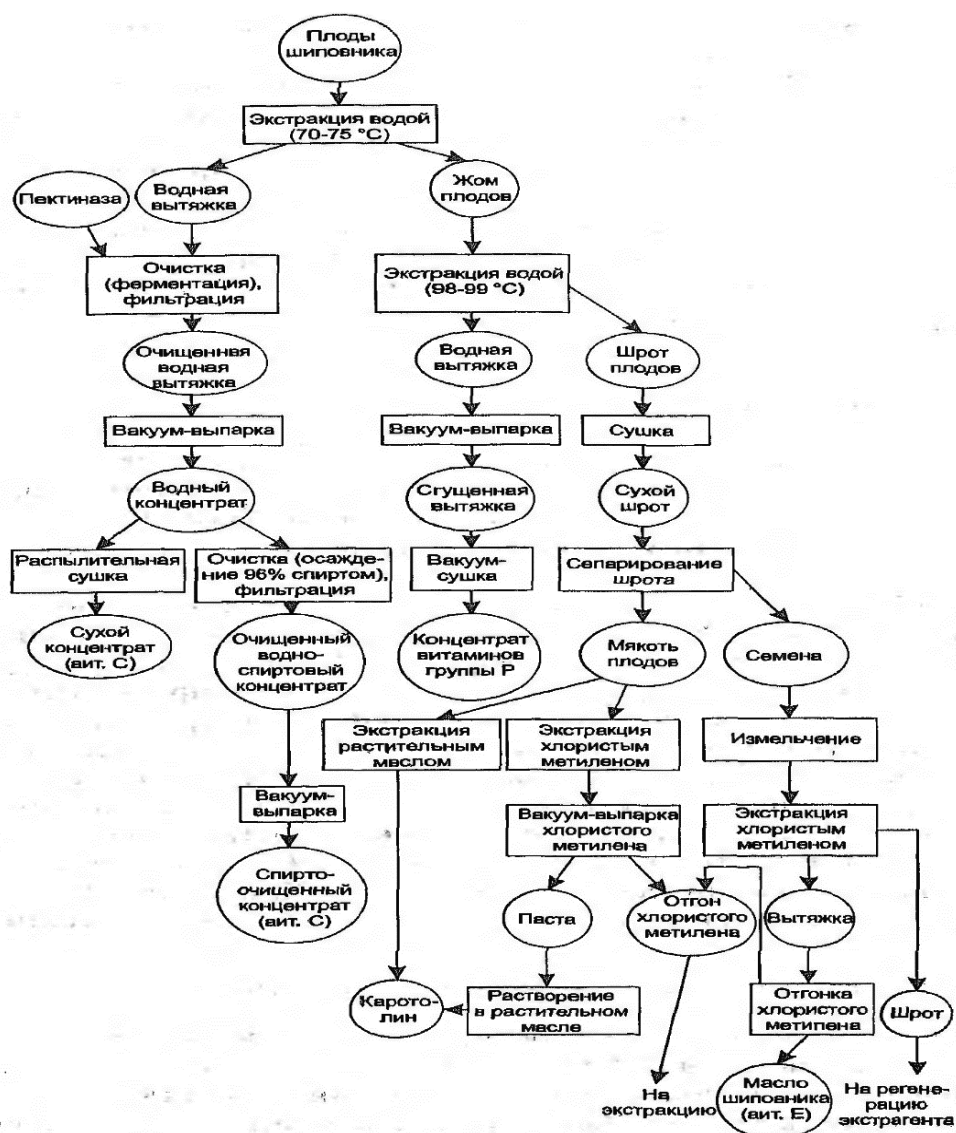 Плоды
шиповника
Экстракция водой
(70-75 °C)
Пектиназа
Водная
вытяжка
Жом
плодов
Очистка
(ферментация),
фильтрация
Экстракция водой
(98-99 °C)
Очищенная
водная
вытяжка
Водная
вытяжка
Шрот
плодов
Вакуум-выпарка
Вакуум-выпарка
Сушка
Водный
концентрат
Сгущенная
вытяжка
Сухой
шрот
Распылительная
сушка
Очистка (осажде-
ние 96% спиртом),
фильтрация
Вакуум-
сушка
Сепарирование
шрота
Сухой
концентрат
(вит. С)
Очищенный
водно-
спиртовый
концентрат
Концентрат
витаминов
группы Р
Мякоть
плодов
Семена
Экстракция
растительным
маслом
Экстракция
хлористым
метиленом
Измельчение
Вакуум-
выпарка
Вакуум-выпарка
хлористого
метилена
Экстракция
хлористым
метиленом
Спирто-
очищенный
концентрат
(вит. С)
Паста
Отгон
хлористого
метилена
Вытяжка
Карото-
лин
Растворение
в растительном
масле
Отгонка
хлористого
метилена
Шрот
На
экстракцию
Масло
шиповника
(вит. Е)
На регене-
рацию
экстрагента